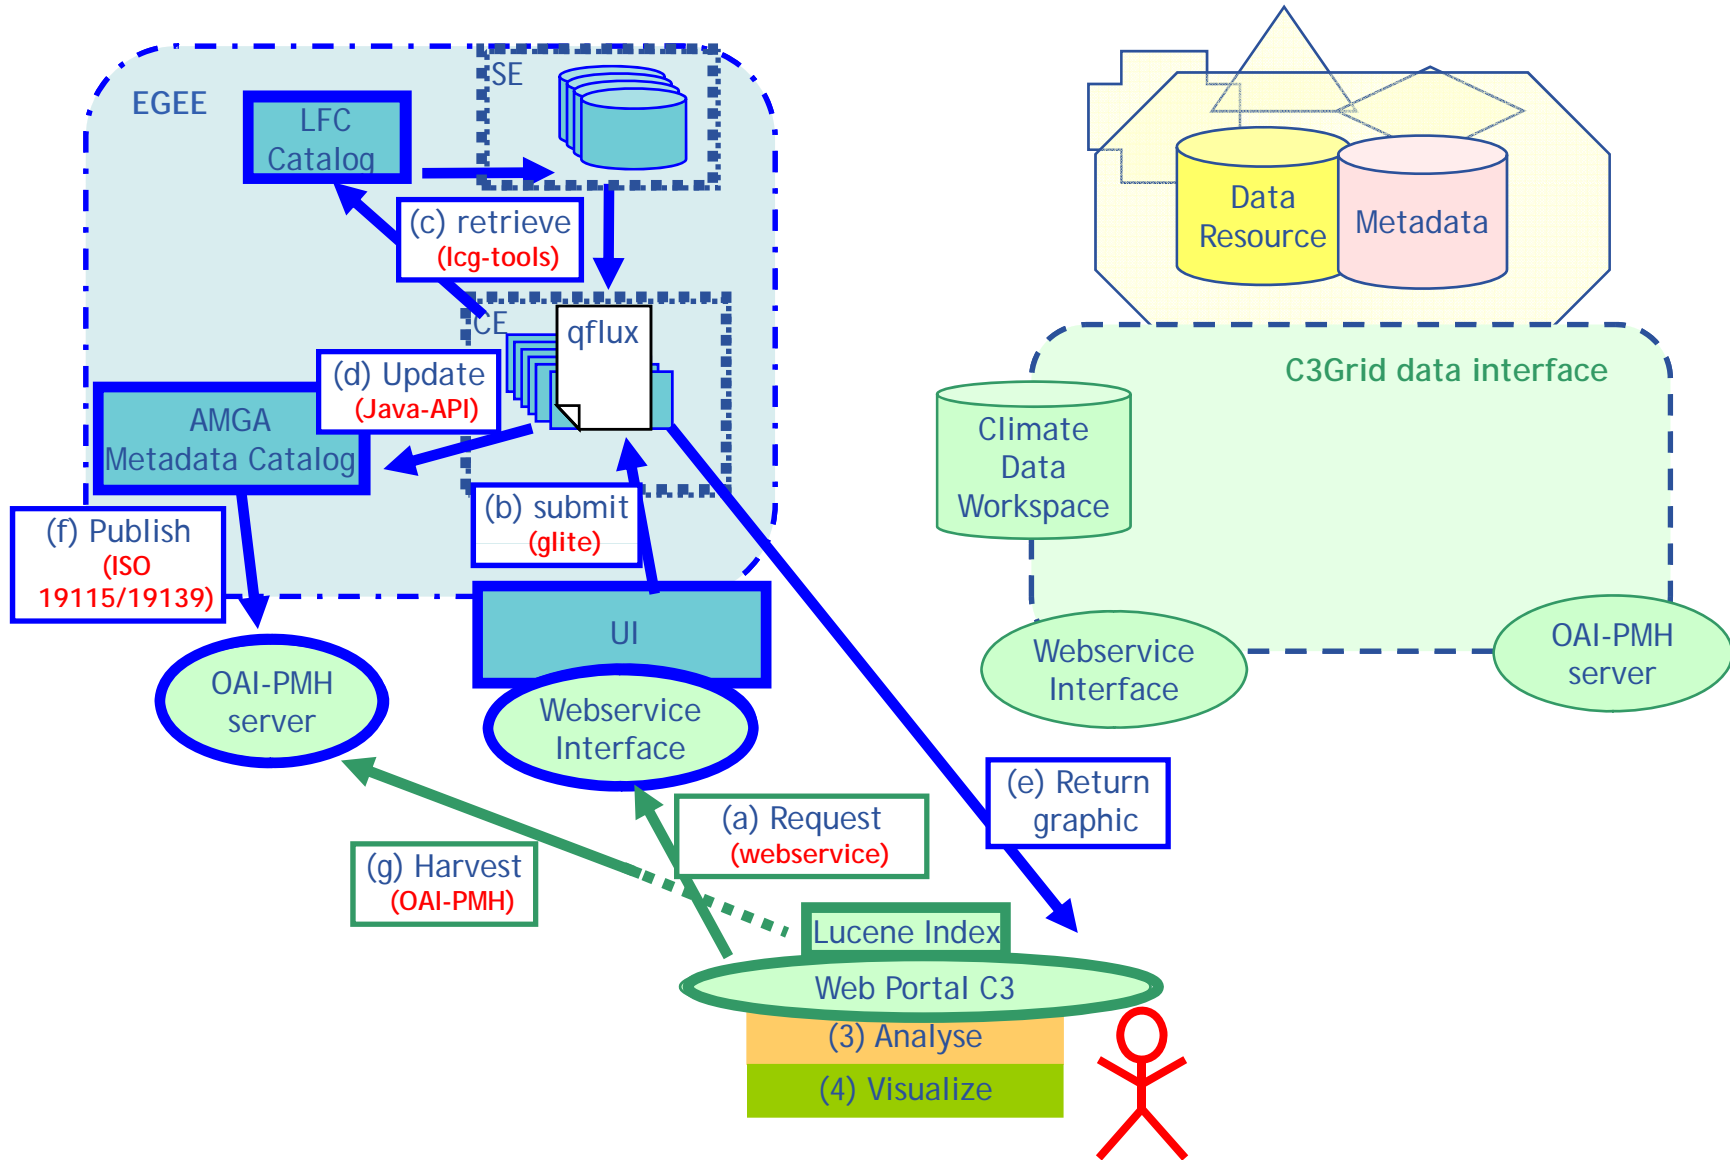 EGEE
SE
LFC
Catalog
(c) retrieve
(lcg-tools)
CE
qflux
(d) Update
(Java-API)
AMGA
Metadata Catalog
(b) submit
(glite)
(f) Publish
(ISO
19115/19139)
UI
OAI-PMH
server
Webservice
Interface
(a) Request
(webservice)
(e) Return
graphic
(g) Harvest
(OAI-PMH)
Lucene Index
Web Portal C3
(3) Analyse
(4) Visualize
Data
Resource
Metadata
C3Grid data interface
Climate
Data
Workspace
Webservice
Interface
OAI-PMH
server